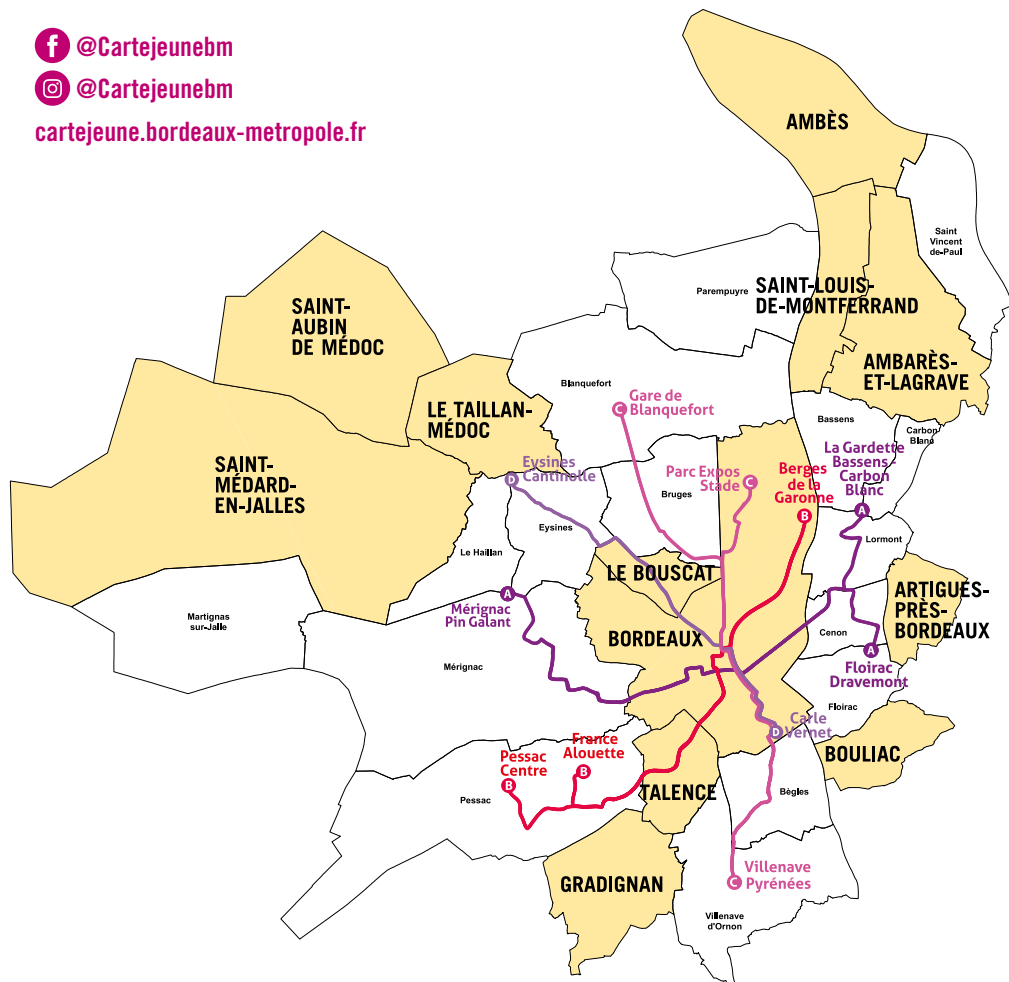 @Cartejeunebm
@Cartejeunebm
cartejeune.bordeaux-metropole.fr
AMBÈS
Saint
Vincent
de-Paul
Parempuyre
SAINT-LOUIS-
DE-MONTFERRAND
SAINT-
AUBIN
DE MÉDOC
AMBARÈS-
ET-LAGRAVE
Blanquefort
C
Gare de
Blanquefort
LE TAILLAN-
MÉDOC
Bassens
Carbon
Blanc
La Gardette
Bassens-
Carbon
Blanc
A
SAINT-
MÉDARD-
EN-JALLES
D
Eysines
Cantinolle
Parc Expos
Stade
C
Berges
de la
Garonne
B
Bruges
Eysines
Lormont
Le Haillan
LE BOUSCAT
ARTIGUES-
PRÈS-
BORDEAUX
A
Mérignac
Pin Galant
Martignas
sur-Jalle
BORDEAUX
Cenon
A
Floirac
Dravemont
Mérignac
Floirac
D
Carle
Vernet
BOULIAC
Pessac
Centre
B
France
Alouette
B
Pessac
TALENCE
Bègles
GRADIGNAN
C
Villenave
Pyrénées
Villenave
d'Ornon